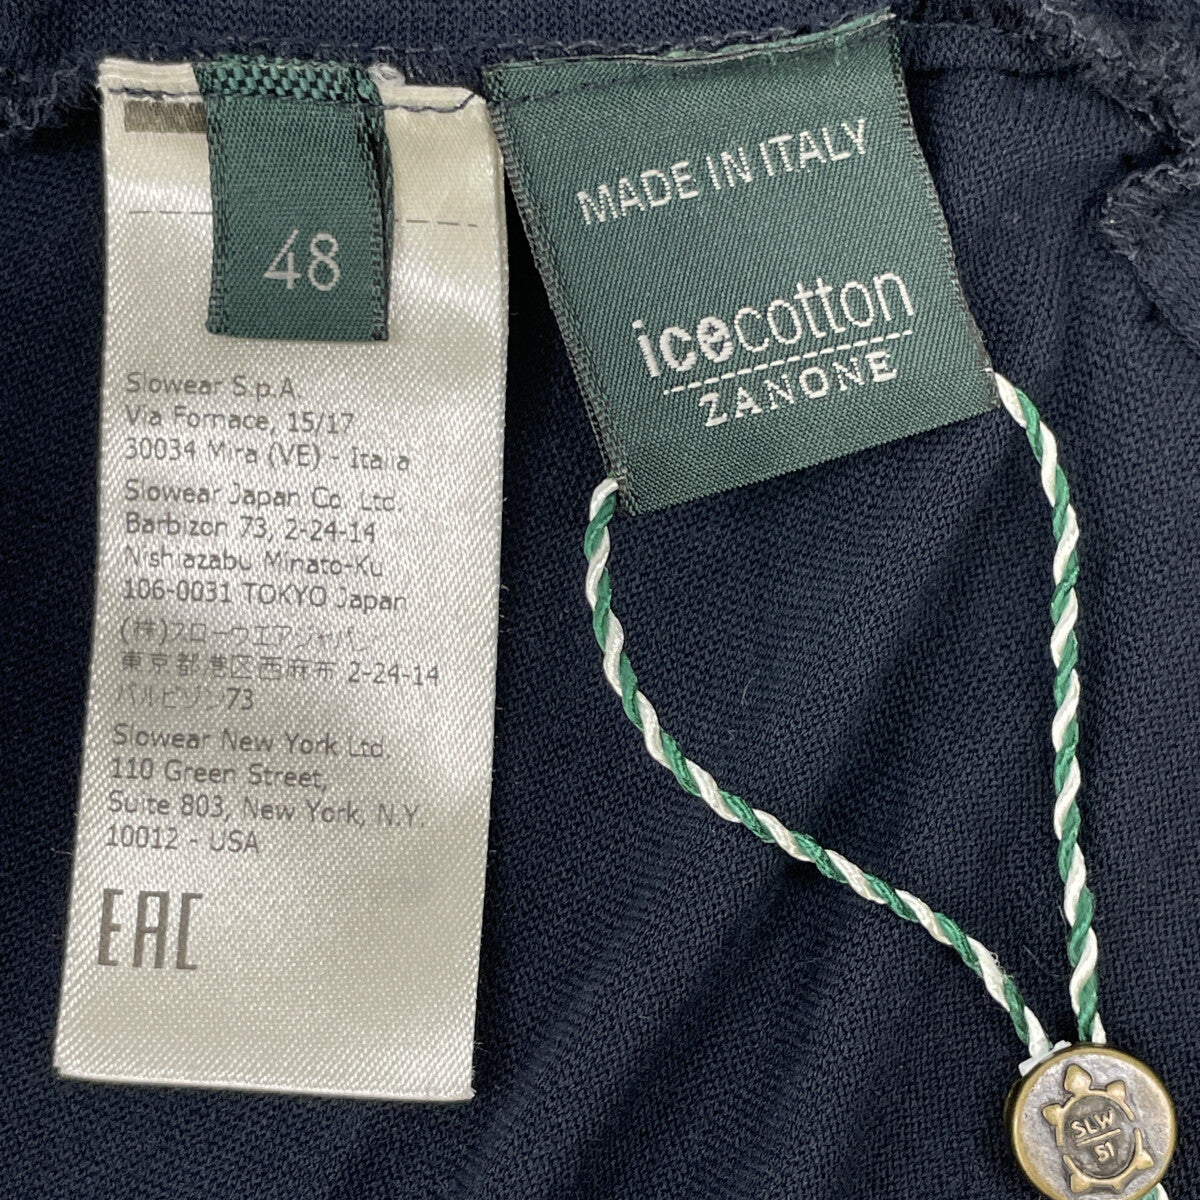 48
Slowear S.p.A
Via Fornace, 15/17
30034 Mira (VE) - Italia
Slowear Japan Co. Ltd.
Barbizon 73, 2-24-14
Nishiazabu Minato-Ku
106-0031 TOKYO Japan
(株)スローウエアジャパン
東京都港区西麻布 2-24-14
バルビゾン73
Slowear New York Ltd.
110 Green Street,
Suite 803, New York, N.Y.
10012 - USA
EAC
MADE IN ITALY
icecotton
ZANONE
SLW
51